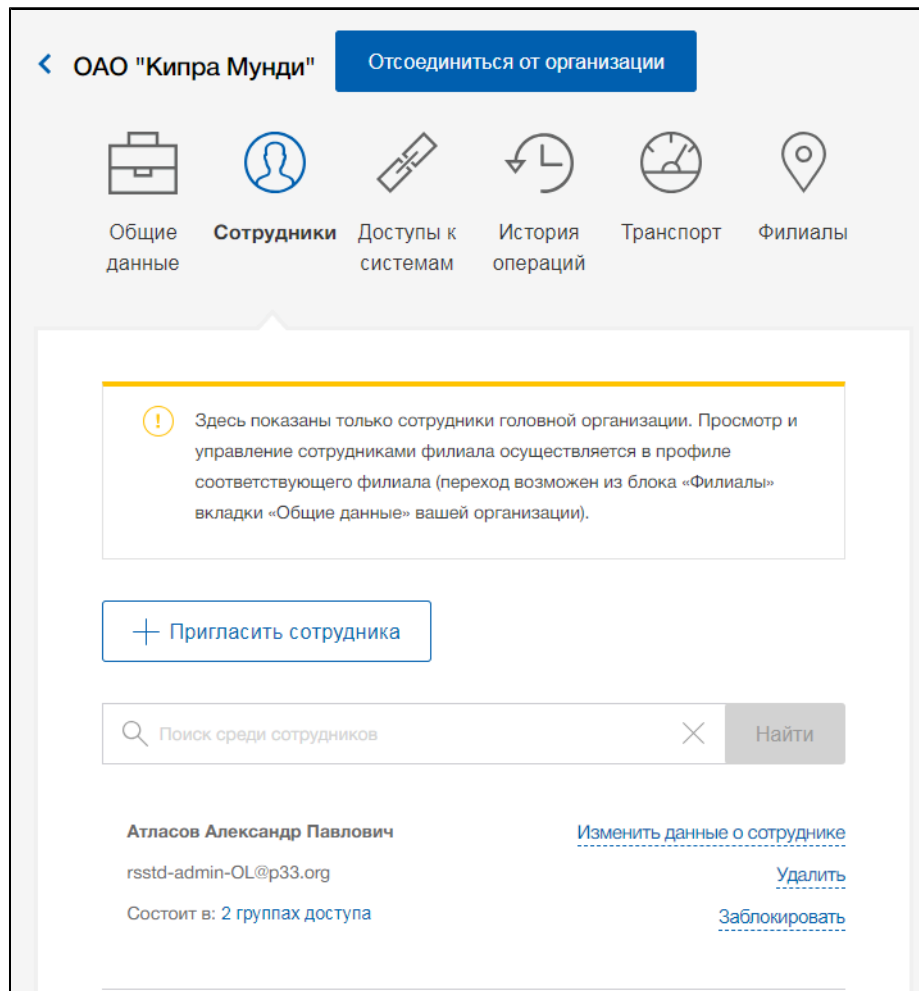 ОАО "Кипра Мунди"
Отсоединиться от организации
Общие данные
Сотрудники
Доступы к системам
История операций
Транспорт
Филиалы
Здесь показаны только сотрудники головной организации. Просмотр и
управление сотрудниками филиала осуществляется в профиле
соответствующего филиала (переход возможен из блока «Филиалы»
вкладки «Общие данные» вашей организации).
Пригласить сотрудника
Поиск среди сотрудников
Найти
Атласов Александр Павлович
Изменить данные о сотруднике
rsstd-admin-OL@p33.org
Удалить
Состоит в: 2 группах доступа
Заблокировать